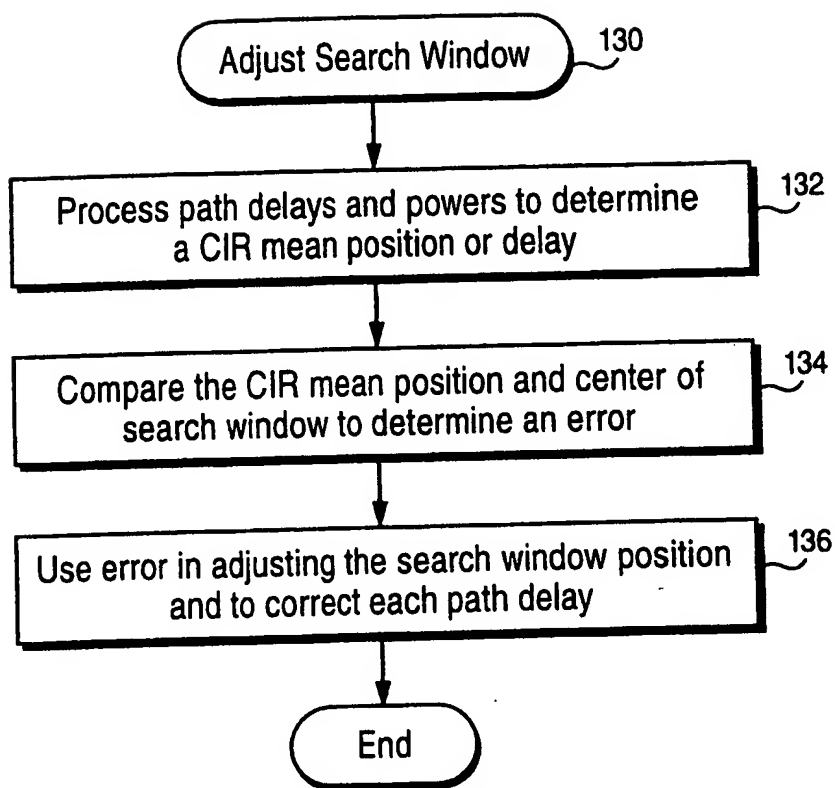 Adjust Search Window
130
Process path delays and powers to determine
a CIR mean position or delay
132
Compare the CIR mean position and center of
search window to determine an error
134
Use error in adjusting the search window position
and to correct each path delay
136
End